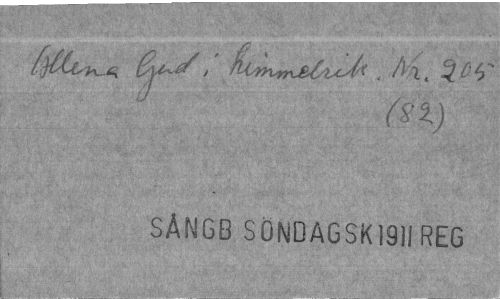 Allena Gud i himmelrik. Nr. 205
(82)
SÅNGB SÖNDAGSK 1911 REG